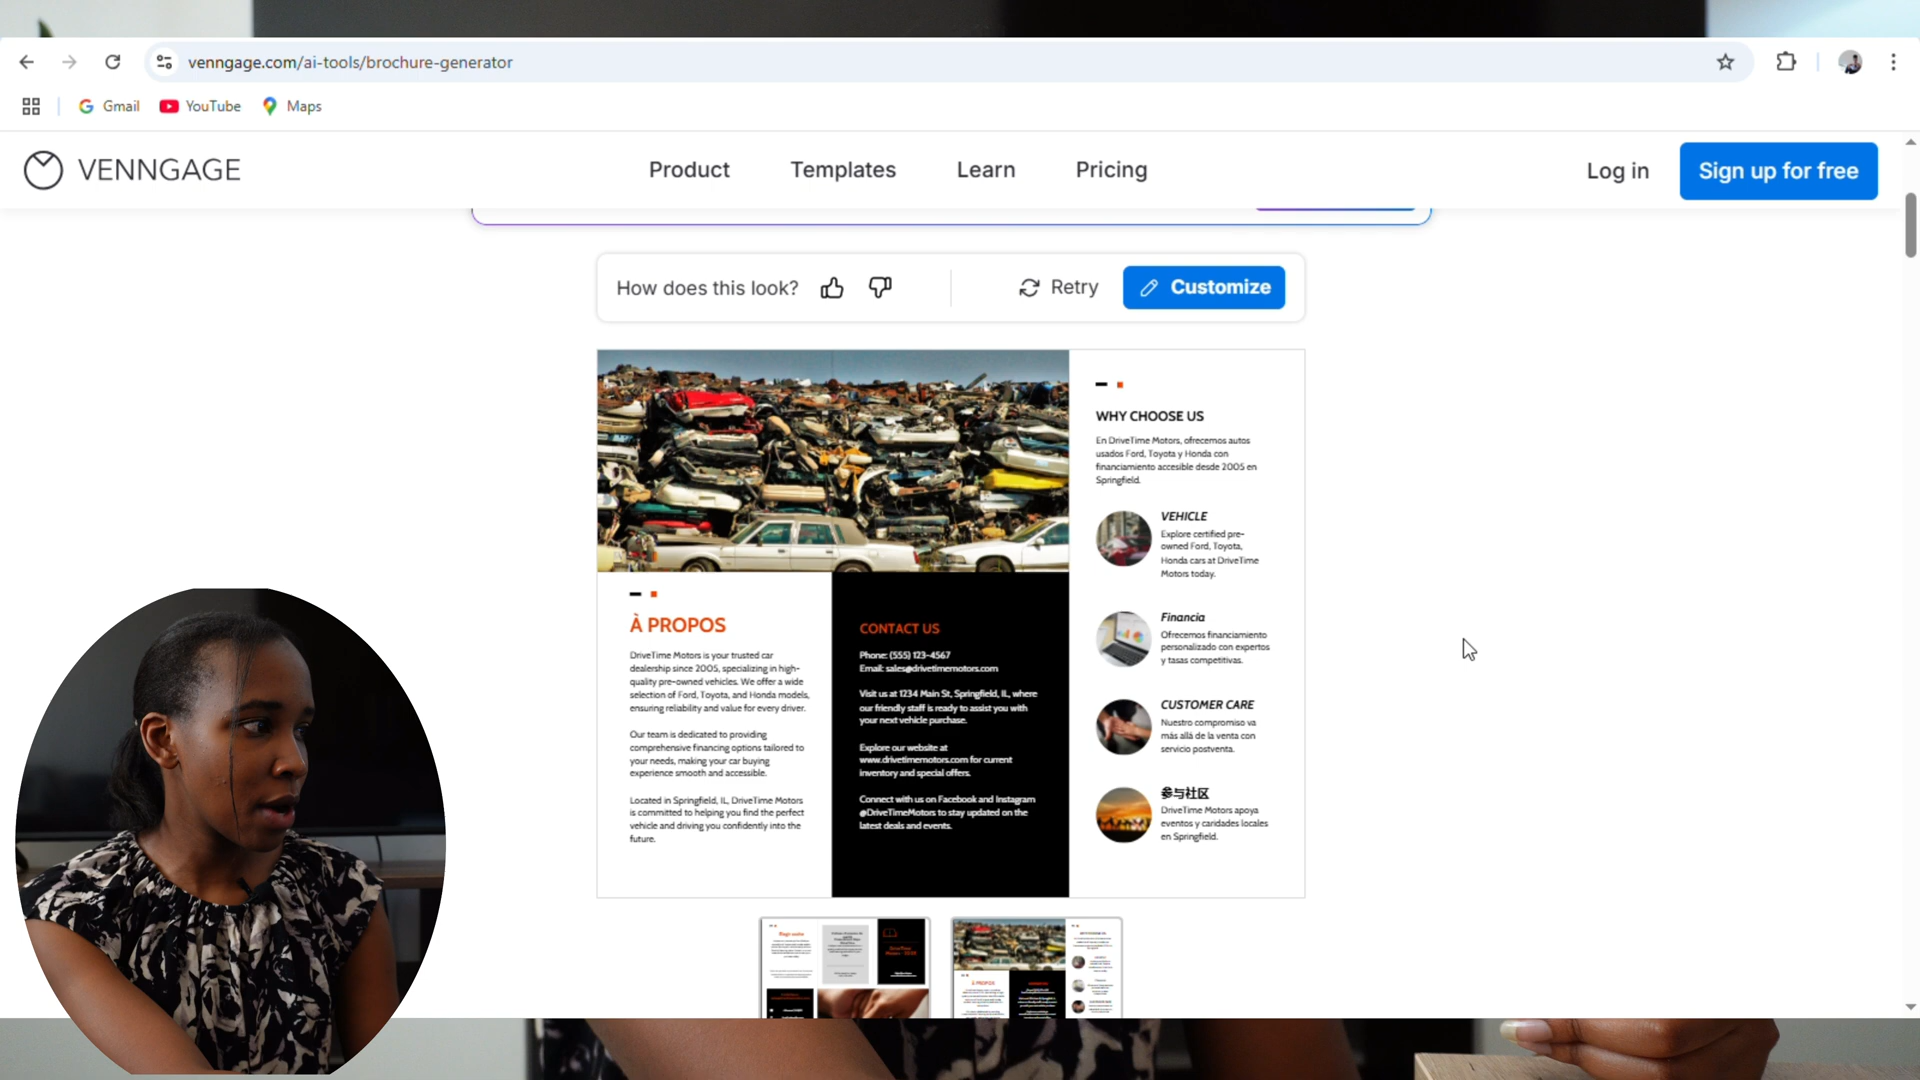 venngage.com/ai-tools/brochure-generator
Gmail
YouTube
Maps
VENNGAGE
Product
Templates
Learn
Pricing
Log in
Sign up for free
How does this look?
Retry
Customize
À PROPOS
DriveTime Motors is your trusted car
dealership since 2005, specializing in high-
quality pre-owned vehicles. We offer a wide
selection of Ford, Toyota, and Honda models,
ensuring reliability and value for every driver.
Our team is dedicated to providing
comprehensive financing options tailored to
your needs, making your car buying
experience smooth and accessible.
Located in Springfield, IL, DriveTime Motors
is committed to helping you find the perfect
vehicle and driving you confidently into the
future.
CONTACT US
Phone: (555) 123-4567
Email: sales@drivetimemotors.com
Visit us at 1234 Main St, Springfield, IL, where
our friendly staff is ready to assist you with
your next vehicle purchase.
Explore our website at
www.drivetimemotors.com for current
inventory and special offers.
Connect with us on Facebook and Instagram
@DriveTimeMotors to stay updated on the
latest deals and events.
WHY CHOOSE US
En DriveTime Motors, ofrecemos autos
usados Ford, Toyota y Honda con
financiamiento accesible desde 2005 en
Springfield.
VEHICLE
Explore certified pre-
owned Ford, Toyota,
Honda cars at DriveTime
Motors today.
Financia
Ofrecemos financiamiento
personalizado con expertos
y tasas competitivas.
CUSTOMER CARE
Nuestro compromiso va
más allá de la venta con
servicio postventa.
参与社区
DriveTime Motors apoya
eventos y caridades locales
en Springfield.
À PROPOS